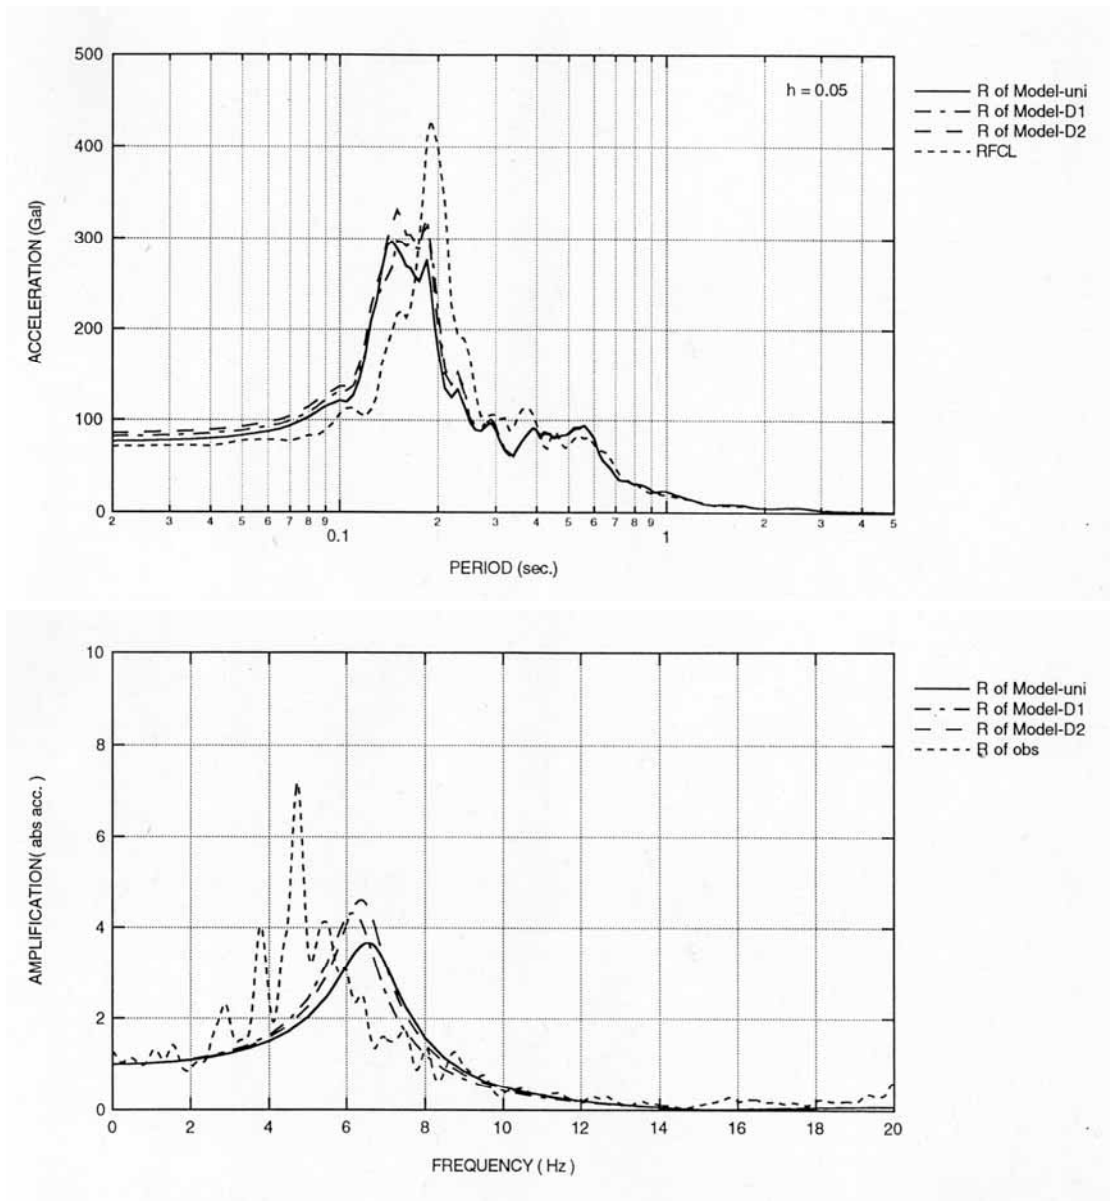 500
400
300
200
100
0
ACCELERATION (Gal)
h = 0.05
R of Model-uni
R of Model-D1
R of Model-D2
RFCL
2 3 4 5 6 7 8 9 2 3 4 5 6 7 8 9 2 3 4 5
0.1 1
PERIOD (sec.)
10
8
6
4
2
0
AMPLIFICATION( abs acc. )
R of Model-uni
R of Model-D1
R of Model-D2
R of obs
0 2 4 6 8 10 12 14 16 18 20
FREQUENCY ( Hz )